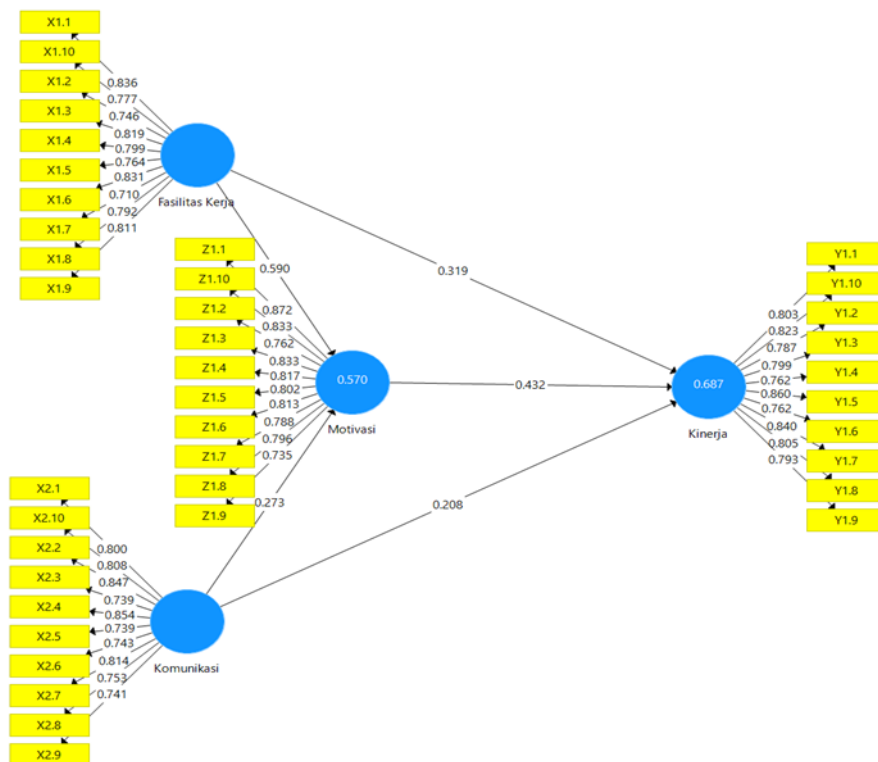 X1.1
X1.10
X1.2
X1.3
X1.4
X1.5
X1.6
X1.7
X1.8
X1.9
0.836
0.777
0.746
0.819
0.799
0.764
0.831
0.710
0.792
0.811
Fasilitas Kerja
0.590
0.319
Z1.1
Z1.10
Z1.2
Z1.3
Z1.4
Z1.5
Z1.6
Z1.7
Z1.8
Z1.9
0.872
0.833
0.762
0.833
0.817
0.802
0.813
0.788
0.796
0.735
0.570
Motivasi
0.432
0.273
0.208
X2.1
X2.10
X2.2
X2.3
X2.4
X2.5
X2.6
X2.7
X2.8
X2.9
0.800
0.808
0.847
0.739
0.854
0.739
0.743
0.814
0.753
0.741
Komunikasi
0.687
Kinerja
0.803
0.823
0.787
0.799
0.762
0.860
0.762
0.840
0.805
0.793
Y1.1
Y1.10
Y1.2
Y1.3
Y1.4
Y1.5
Y1.6
Y1.7
Y1.8
Y1.9